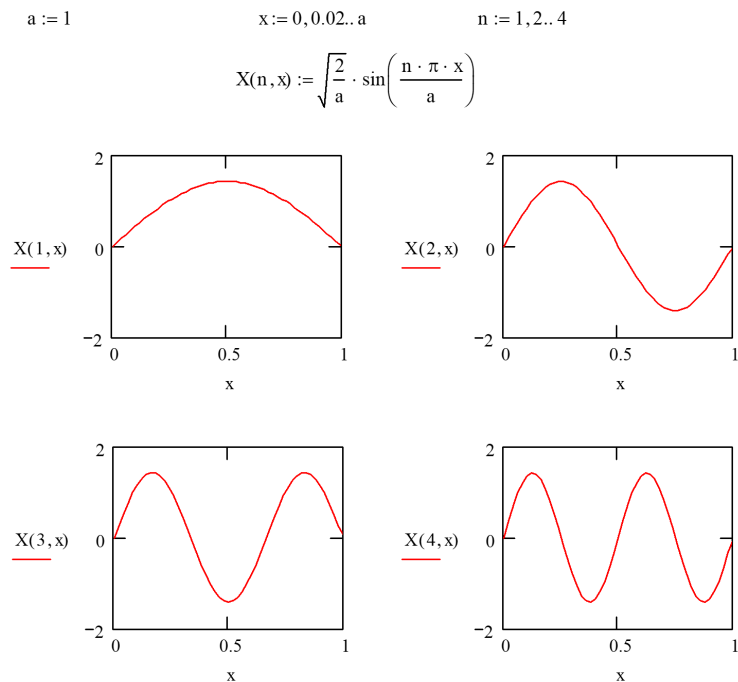 a := 1 x := 0, 0.02.. a n := 1, 2.. 4
X(n, x) := √(2/a) · sin(n · π · x / a)
2
X(1, x) 0
−2
0 0.5 1
x
2
X(2, x) 0
−2
0 0.5 1
x
2
X(3, x) 0
−2
0 0.5 1
x
2
X(4, x) 0
−2
0 0.5 1
x